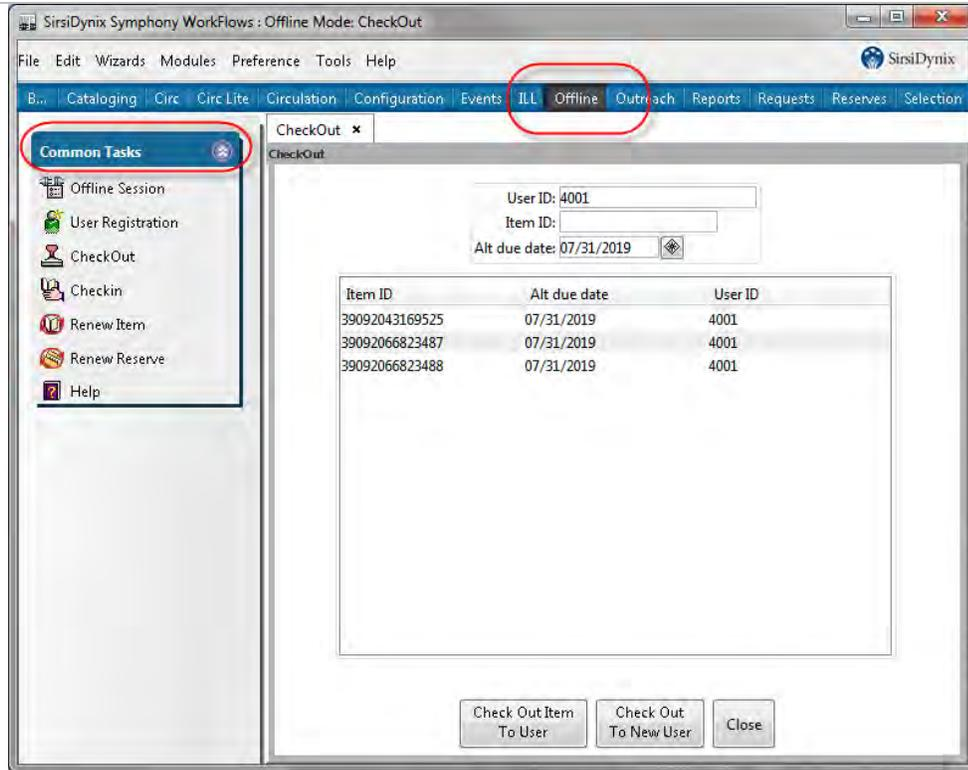 SirsiDynix Symphony WorkFlows : Offline Mode: CheckOut
File Edit Wizards Modules Preference Tools Help
SirsiDynix
B... Cataloging Circ Circ Lite Circulation Configuration Events ILL Offline Outreach Reports Requests Reserves Selection
Common Tasks
Offline Session
User Registration
CheckOut
Checkin
Renew Item
Renew Reserve
Help
CheckOut ×
CheckOut
User ID: 4001
Item ID:
Alt due date: 07/31/2019
Item ID Alt due date User ID
39092043169525 07/31/2019 4001
39092066823487 07/31/2019 4001
39092066823488 07/31/2019 4001
Check Out Item
To User
Check Out
To New User
Close